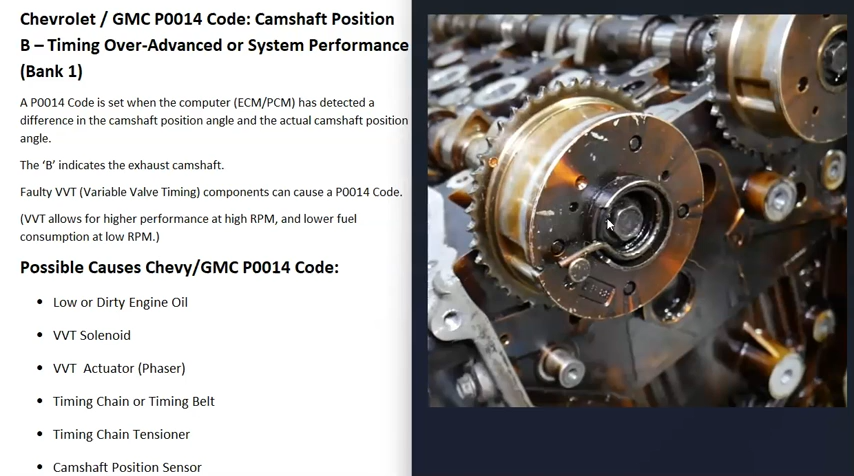 Chevrolet / GMC P0014 Code: Camshaft Position
B – Timing Over-Advanced or System Performance
(Bank 1)
A P0014 Code is set when the computer (ECM/PCM) has detected a
difference in the camshaft position angle and the actual camshaft position
angle.
The ‘B’ indicates the exhaust camshaft.
Faulty VVT (Variable Valve Timing) components can cause a P0014 Code.
(VVT allows for higher performance at high RPM, and lower fuel
consumption at low RPM.)
Possible Causes Chevy/GMC P0014 Code:
• Low or Dirty Engine Oil
• VVT Solenoid
• VVT  Actuator (Phaser)
• Timing Chain or Timing Belt
• Timing Chain Tensioner
• Camshaft Position Sensor